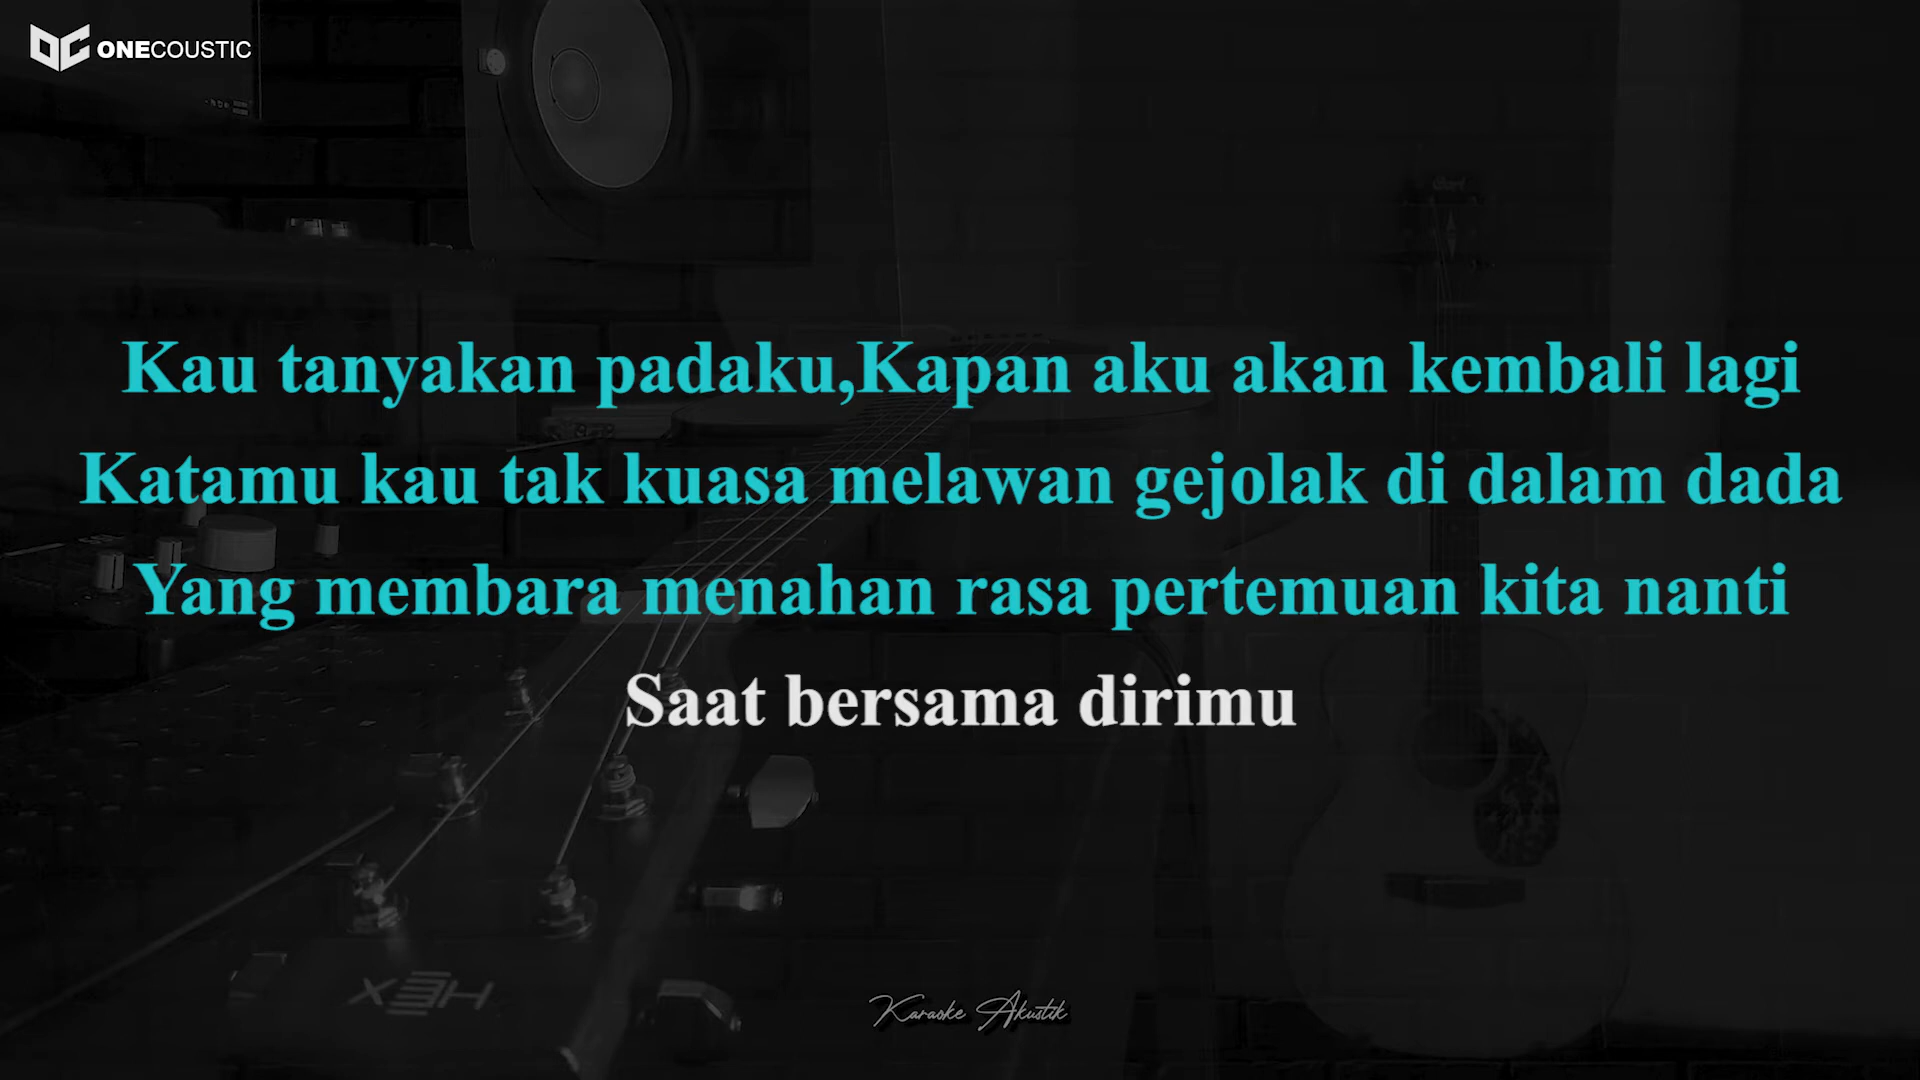 ONECOUSTIC
Kau tanyakan padaku,Kapan aku akan kembali lagi
Katamu kau tak kuasa melawan gejolak di dalam dada
Yang membara menahan rasa pertemuan kita nanti
Saat bersama dirimu
HEX
Karaoke Akustik